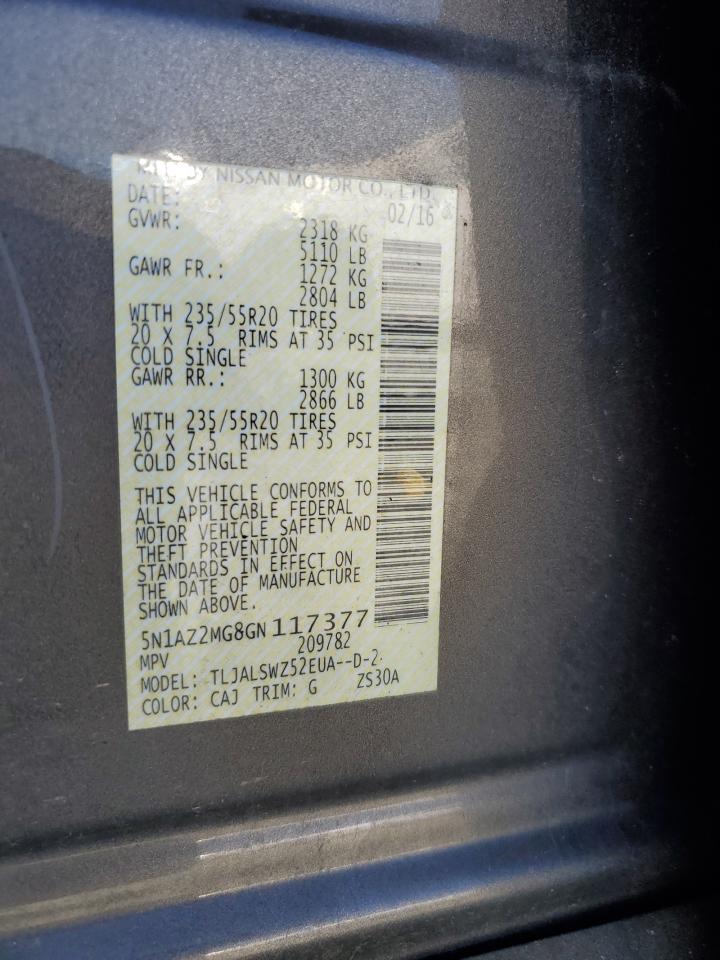 BY NISSAN MOTOR CO., LTD.
DATE: 02/16
GVWR: 2318 KG
5110 LB
GAWR FR.: 1272 KG
2804 LB
WITH 235/55R20 TIRES
20 X 7.5 RIMS AT 35 PSI
COLD SINGLE
GAWR RR.: 1300 KG
2866 LB
WITH 235/55R20 TIRES
20 X 7.5 RIMS AT 35 PSI
COLD SINGLE
THIS VEHICLE CONFORMS TO
ALL APPLICABLE FEDERAL
MOTOR VEHICLE SAFETY AND
THEFT PREVENTION
STANDARDS IN EFFECT ON
THE DATE OF MANUFACTURE
SHOWN ABOVE.
5N1AZ2MG8GN117377
MPV 209782
MODEL: TLJALSWZ52EUA--D-2
COLOR: CAJ TRIM: G ZS30A